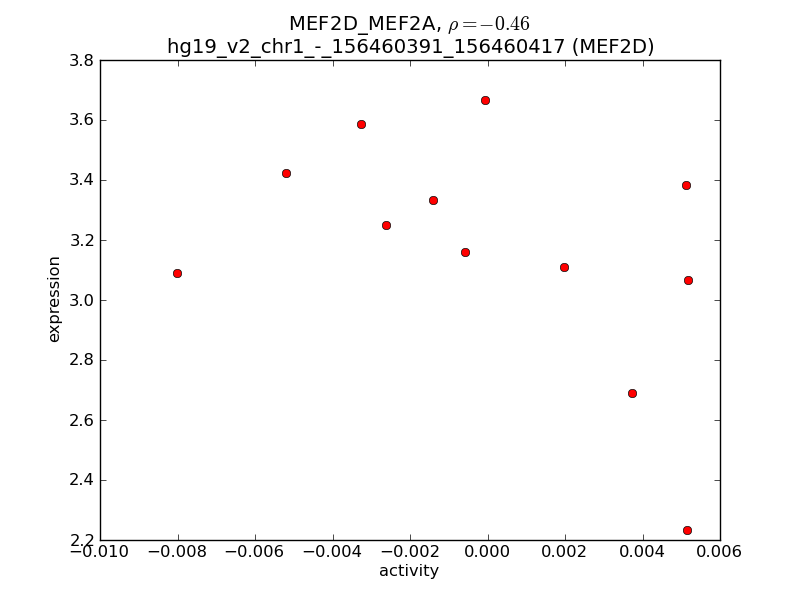 MEF2D_MEF2A, ρ = −0.46
hg19_v2_chr1_-_156460391_156460417 (MEF2D)
3.8
3.6
3.4
3.2
3.0
2.8
2.6
2.4
2.2
expression
−0.010 −0.008 −0.006 −0.004 −0.002 0.000 0.002 0.004 0.006
activity